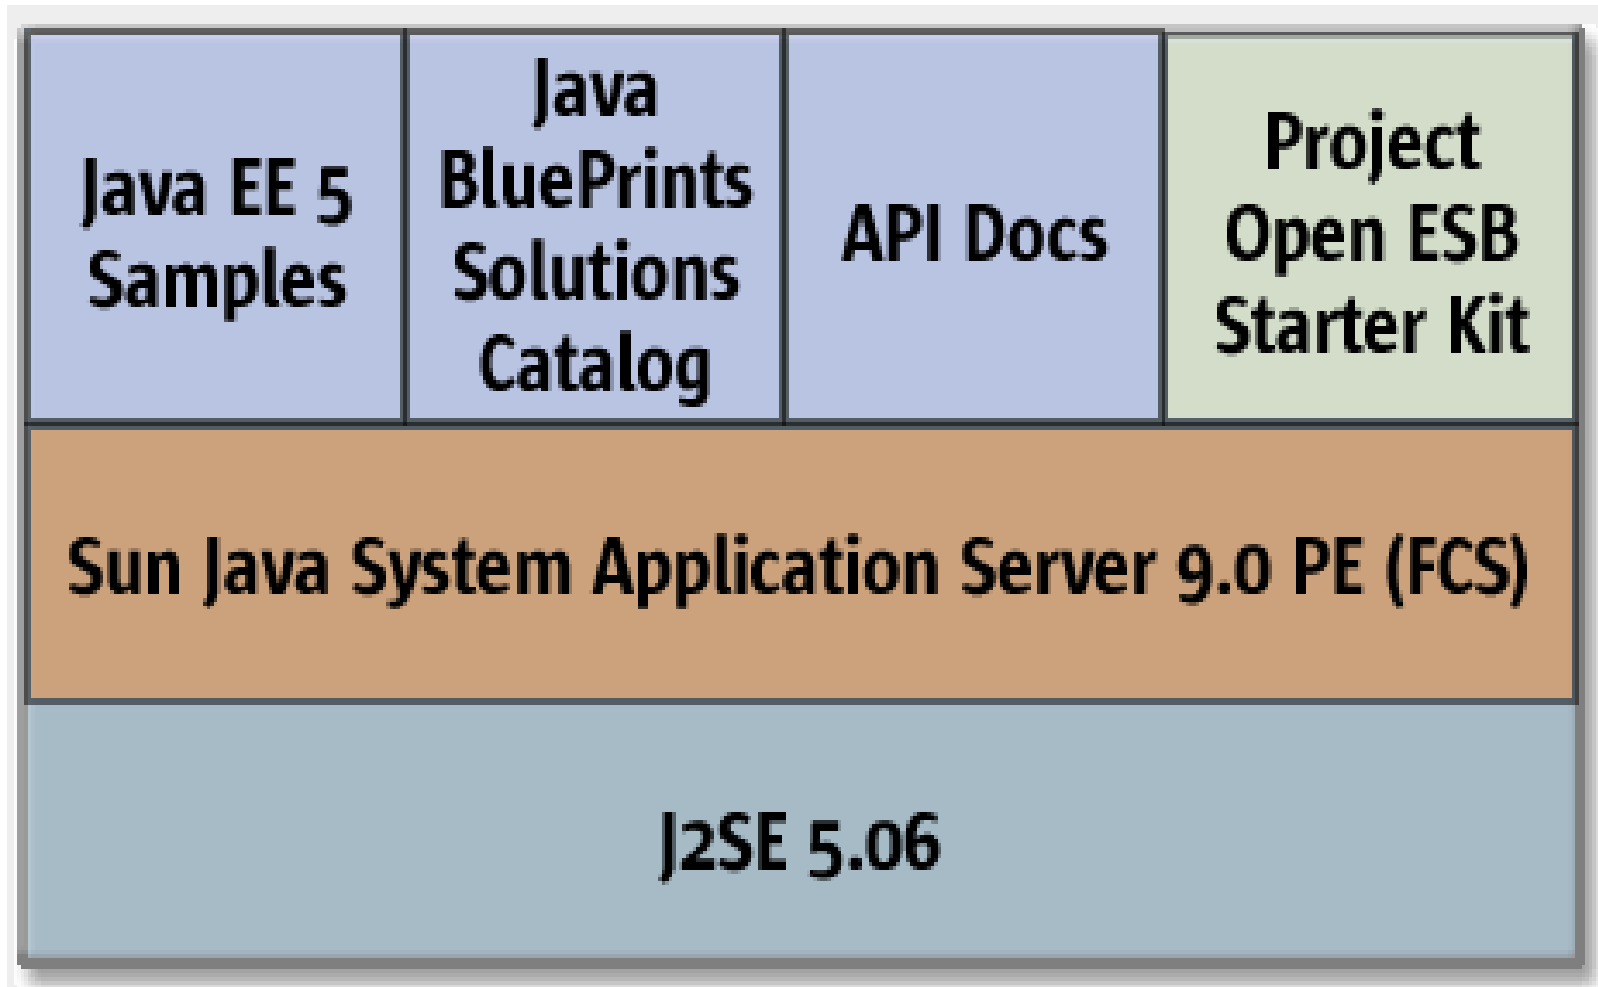 Java EE 5
Samples
Java
BluePrints
Solutions
Catalog
API Docs
Project
Open ESB
Starter Kit
Sun Java System Application Server 9.0 PE (FCS)
J2SE 5.06